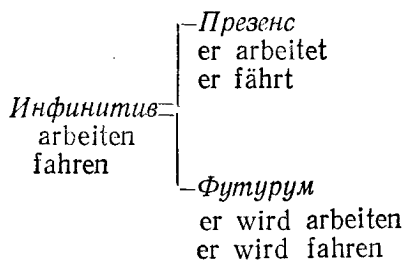 Презенс
er arbeitet
er fährt
Инфинитив
arbeiten
fahren
Футурум
er wird arbeiten
er wird fahren